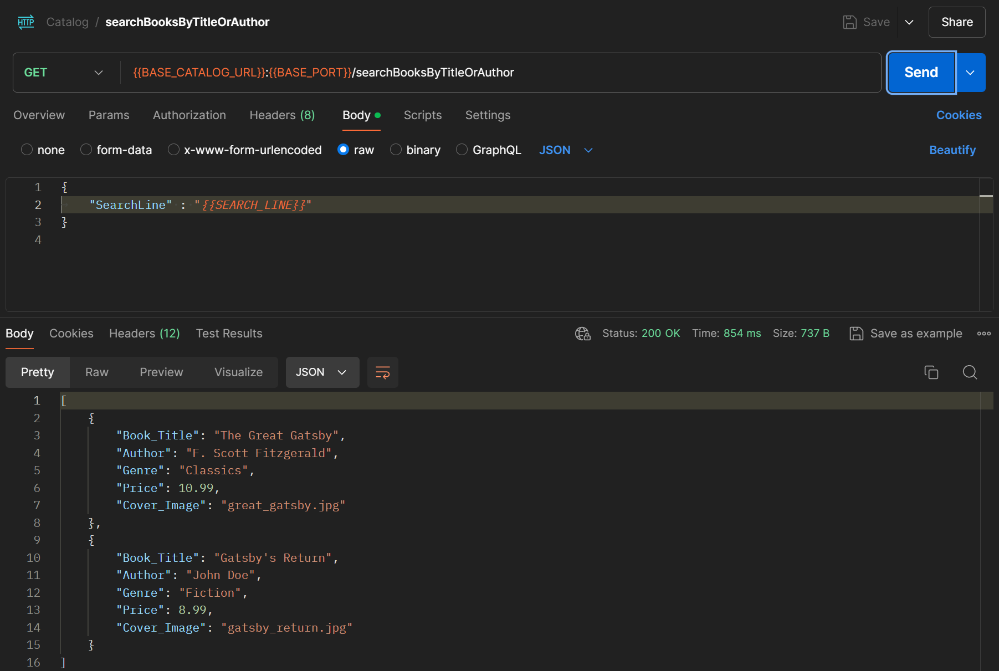 HTTP Catalog / searchBooksByTitleOrAuthor Save Share
GET {{BASE_CATALOG_URL}}:{{BASE_PORT}}/searchBooksByTitleOrAuthor Send
Overview Params Authorization Headers (8) Body Scripts Settings Cookies
none form-data x-www-form-urlencoded raw binary GraphQL JSON Beautify
1 {
2 "SearchLine" : "{{SEARCH_LINE}}"
3 }
4
Body Cookies Headers (12) Test Results Status: 200 OK Time: 854 ms Size: 737 B Save as example
Pretty Raw Preview Visualize JSON
1 [
2 {
3 "Book_Title": "The Great Gatsby",
4 "Author": "F. Scott Fitzgerald",
5 "Genre": "Classics",
6 "Price": 10.99,
7 "Cover_Image": "great_gatsby.jpg"
8 },
9 {
10 "Book_Title": "Gatsby's Return",
11 "Author": "John Doe",
12 "Genre": "Fiction",
13 "Price": 8.99,
14 "Cover_Image": "gatsby_return.jpg"
15 }
16 ]